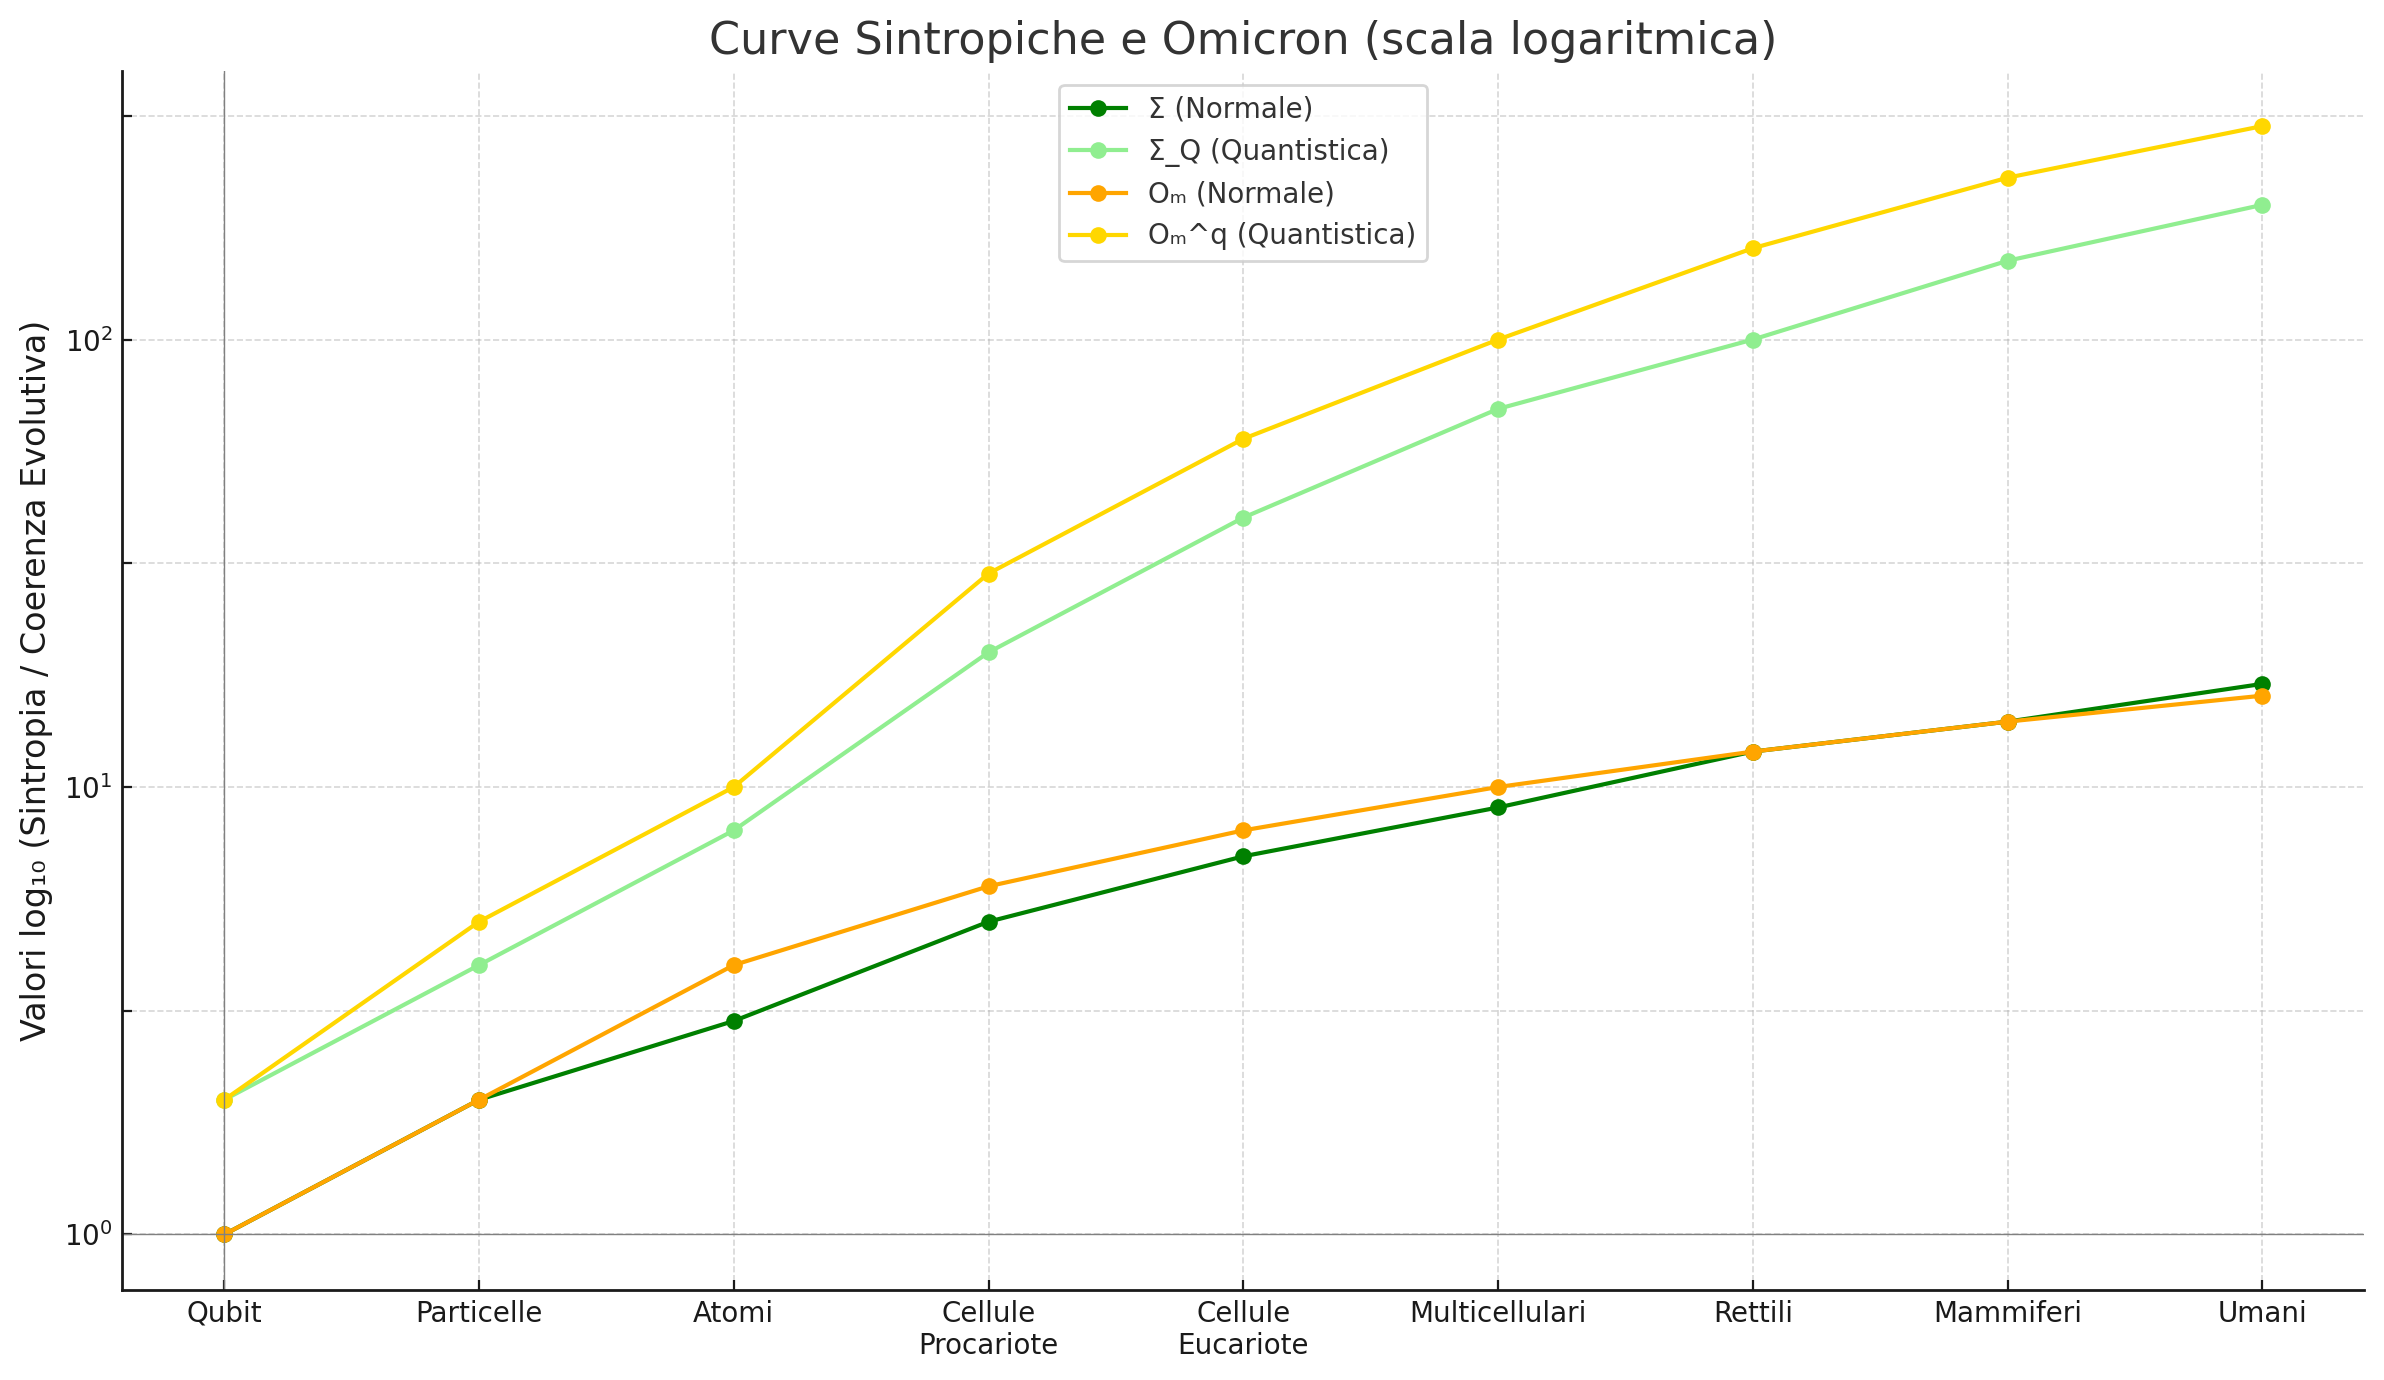 Curve Sintropiche e Omicron (scala logaritmica)
Σ (Normale)
Σ_Q (Quantistica)
Oₘ (Normale)
Oₘ^q (Quantistica)
Valori log₁₀ (Sintropia / Coerenza Evolutiva)
10²
10¹
10⁰
Qubit
Particelle
Atomi
Cellule
Procariote
Cellule
Eucariote
Multicellulari
Rettili
Mammiferi
Umani